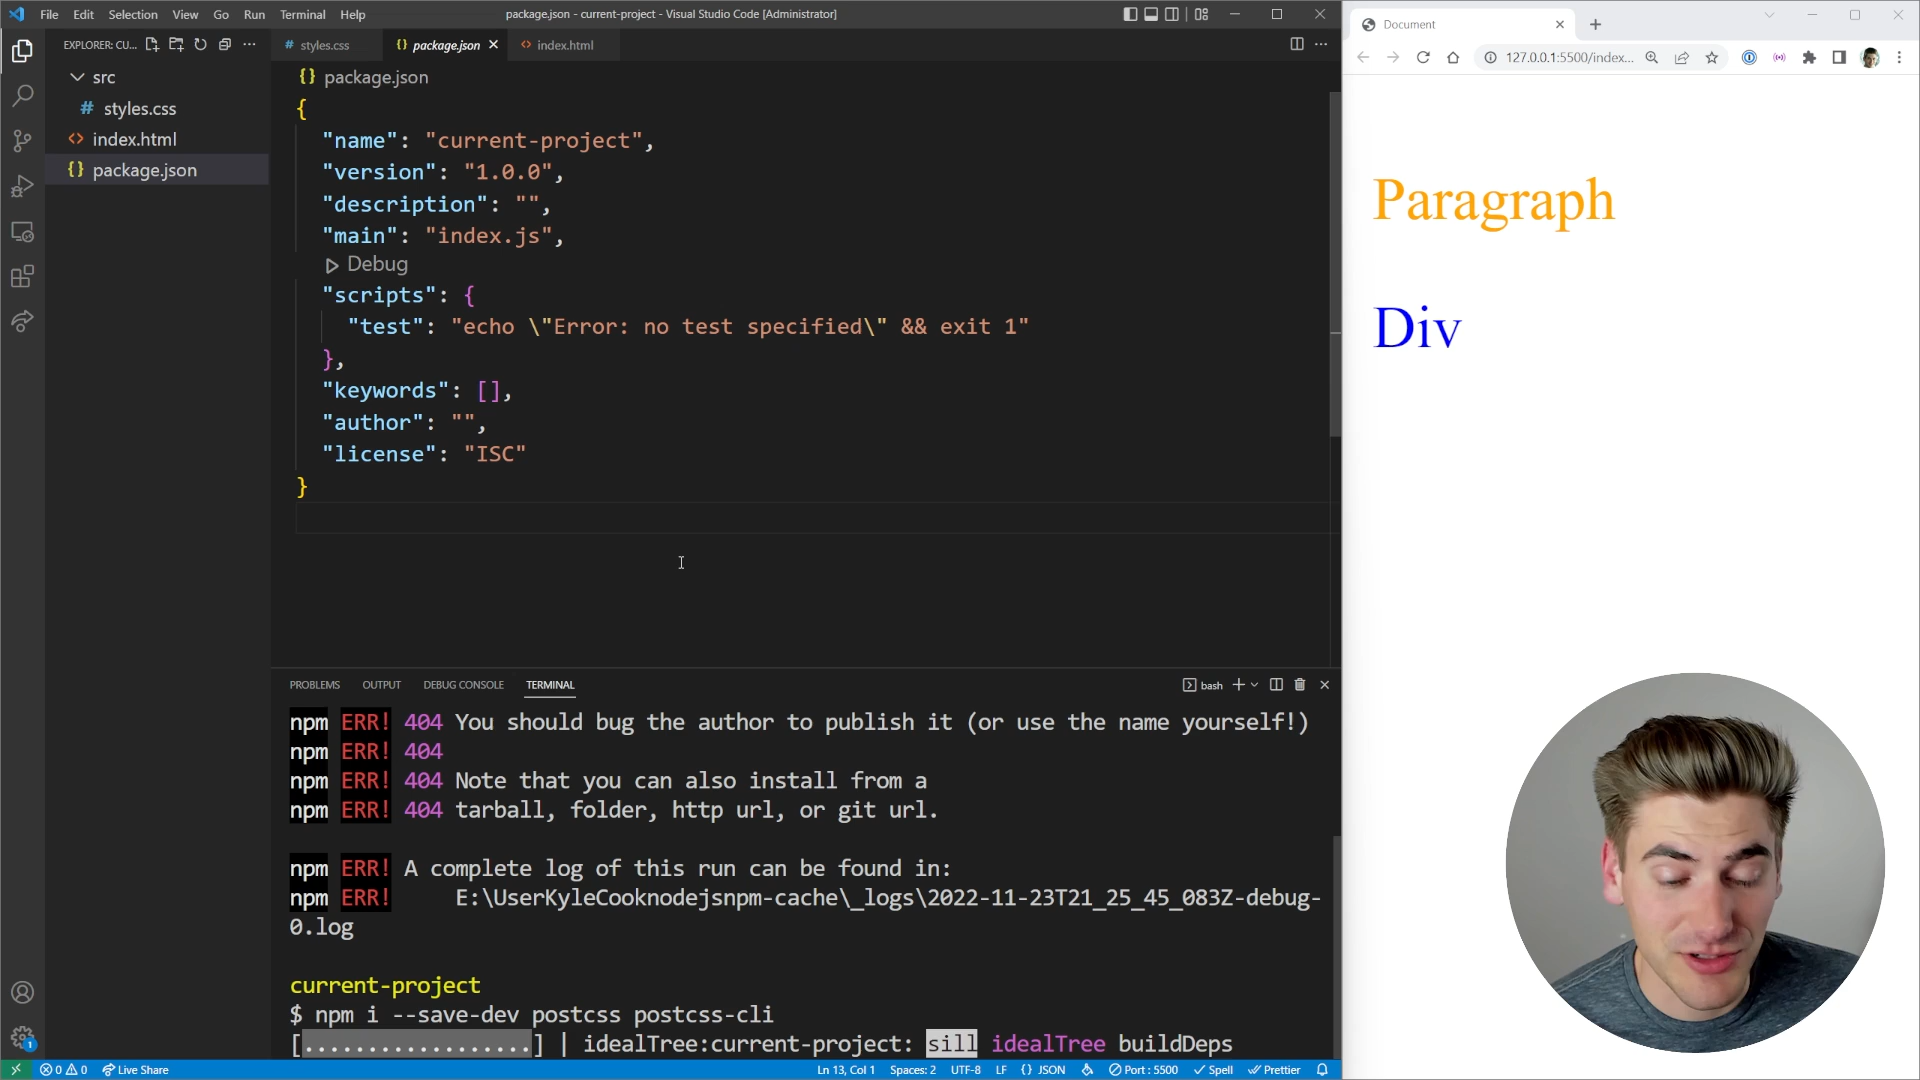 File Edit Selection View Go Run Terminal Help
package.json - current-project - Visual Studio Code [Administrator]
EXPLORER: CU...
src
styles.css
index.html
package.json
styles.css
package.json
index.html
package.json
{
"name": "current-project",
"version": "1.0.0",
"description": "",
"main": "index.js",
Debug
"scripts": {
"test": "echo \"Error: no test specified\" && exit 1"
},
"keywords": [],
"author": "",
"license": "ISC"
}
PROBLEMS OUTPUT DEBUG CONSOLE TERMINAL
bash
npm ERR! 404 You should bug the author to publish it (or use the name yourself!)
npm ERR! 404
npm ERR! 404 Note that you can also install from a
npm ERR! 404 tarball, folder, http url, or git url.
npm ERR! A complete log of this run can be found in:
npm ERR! E:\UserKyleCooknodejsnpm-cache\_logs\2022-11-23T21_25_45_083Z-debug-
0.log
current-project
$ npm i --save-dev postcss postcss-cli
[..................] | idealTree:current-project: sill idealTree buildDeps
0 0 Live Share
Ln 13, Col 1 Spaces: 2 UTF-8 LF {} JSON Port : 5500 Spell Prettier
1
Document
127.0.0.1:5500/index...
Paragraph
Div